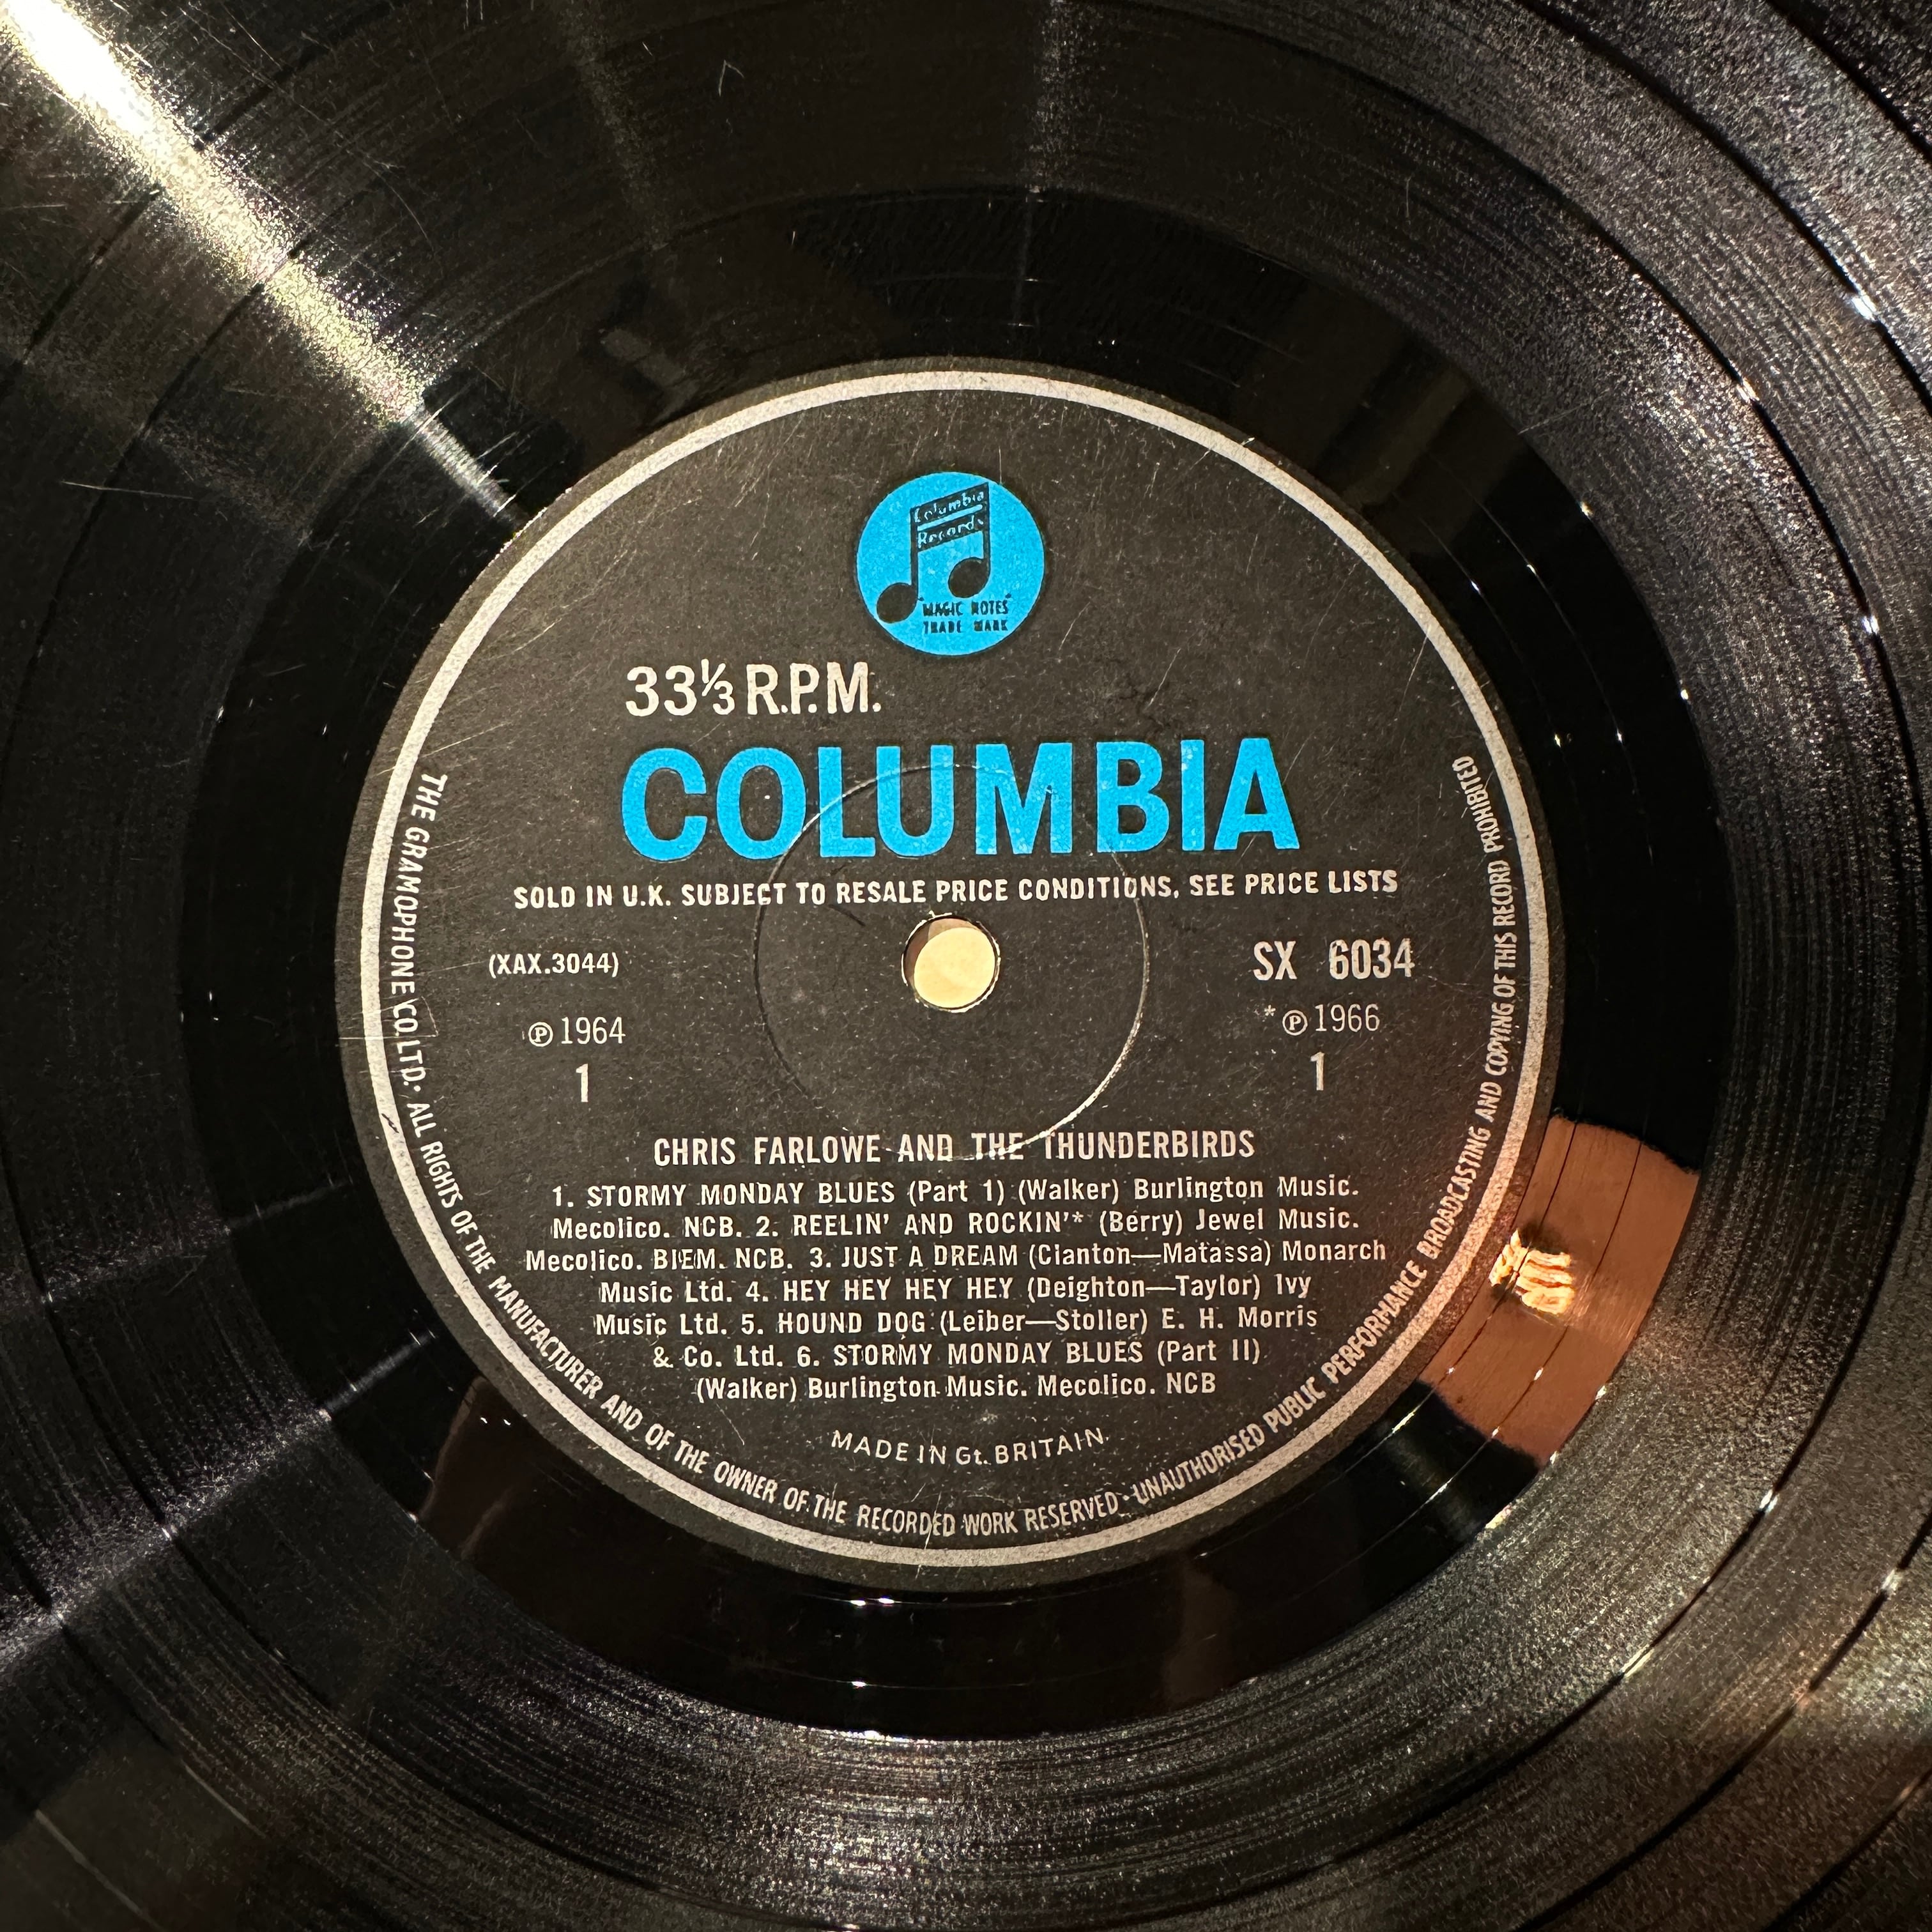 Columbia
Records
"MAGIC NOTES"
TRADE MARK
33⅓ R.P.M.
COLUMBIA
SOLD IN U.K. SUBJECT TO RESALE PRICE CONDITIONS, SEE PRICE LISTS
(XAX.3044)
SX 6034
Ⓟ 1964
*Ⓟ 1966
1
1
CHRIS FARLOWE AND THE THUNDERBIRDS
1. STORMY MONDAY BLUES (Part 1) (Walker) Burlington Music.
Mecolico. NCB. 2. REELIN' AND ROCKIN'* (Berry) Jewel Music.
Mecolico. BIEM. NCB. 3. JUST A DREAM (Clanton—Matassa) Monarch
Music Ltd. 4. HEY HEY HEY HEY (Deighton—Taylor) Ivy
Music Ltd. 5. HOUND DOG (Leiber—Stoller) E. H. Morris
& Co. Ltd. 6. STORMY MONDAY BLUES (Part II)
(Walker) Burlington Music. Mecolico. NCB
MADE IN Gt. BRITAIN
THE GRAMOPHONE CO. LTD. · ALL RIGHTS OF THE MANUFACTURER AND OF THE OWNER OF THE RECORDED WORK RESERVED · UNAUTHORISED PUBLIC PERFORMANCE BROADCASTING AND COPYING OF THIS RECORD PROHIBITED